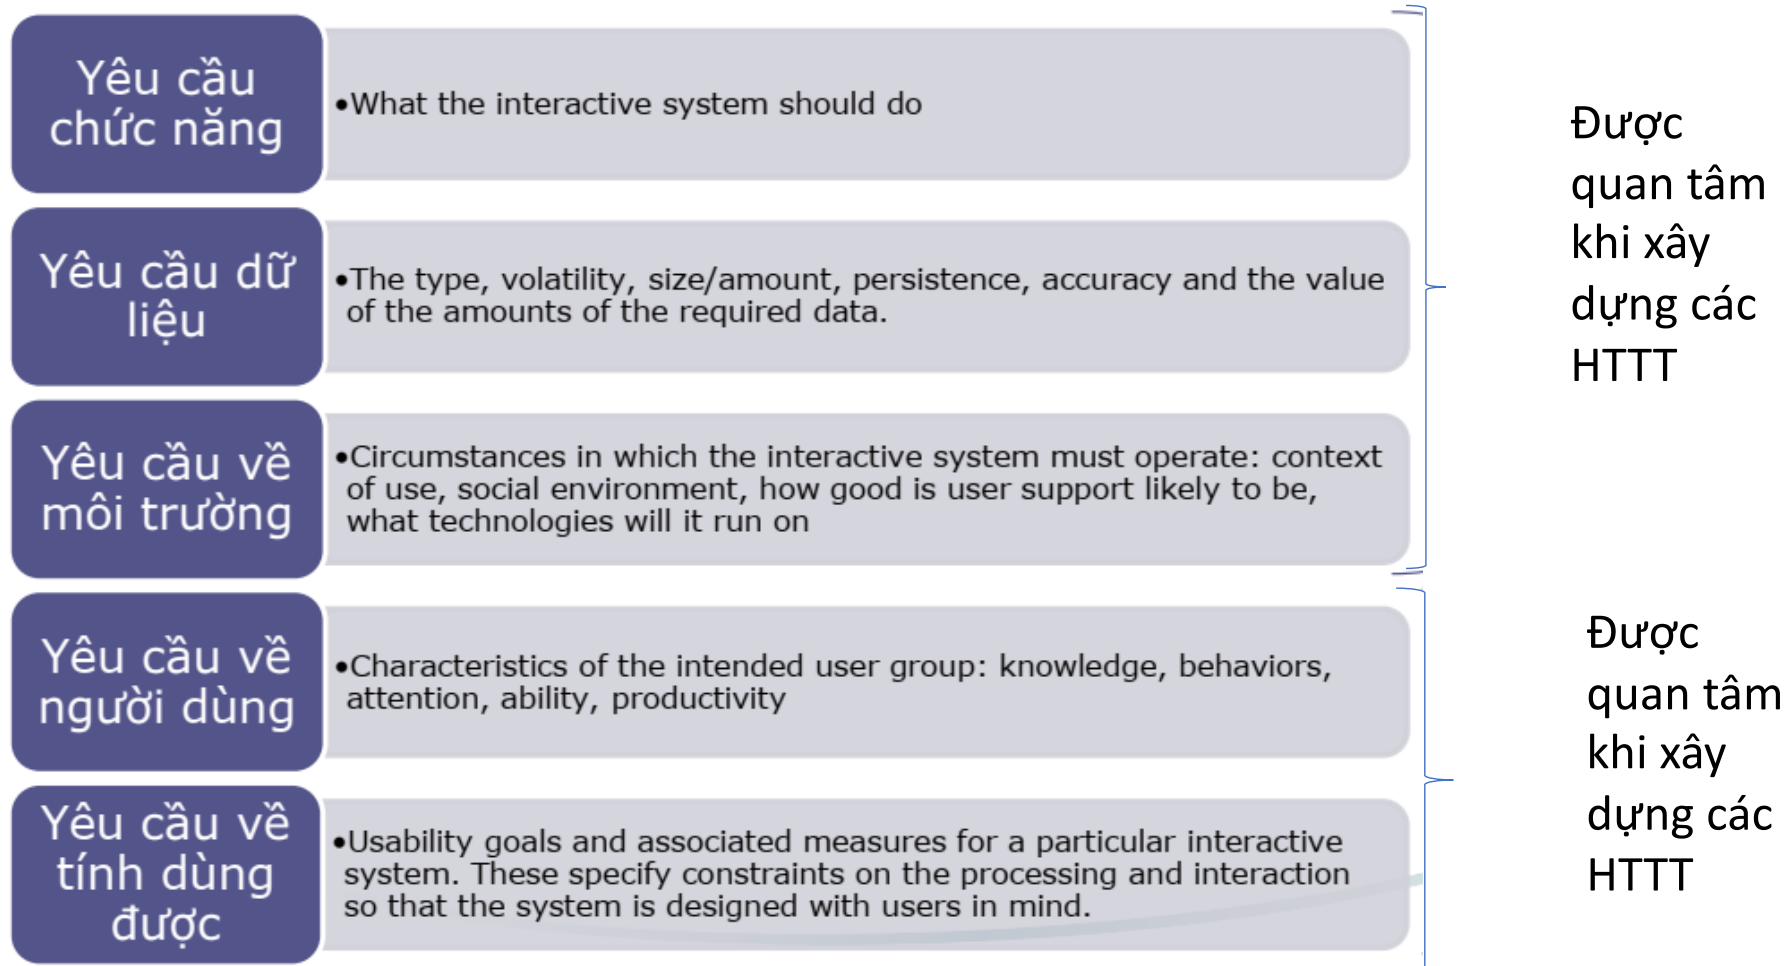 Yêu cầu
chức năng
•What the interactive system should do
Yêu cầu dữ
liệu
•The type, volatility, size/amount, persistence, accuracy and the value
of the amounts of the required data.
Yêu cầu về
môi trường
•Circumstances in which the interactive system must operate: context
of use, social environment, how good is user support likely to be,
what technologies will it run on
Được
quan tâm
khi xây
dựng các
HTTT
Yêu cầu về
người dùng
•Characteristics of the intended user group: knowledge, behaviors,
attention, ability, productivity
Yêu cầu về
tính dùng
được
•Usability goals and associated measures for a particular interactive
system. These specify constraints on the processing and interaction
so that the system is designed with users in mind.
Được
quan tâm
khi xây
dựng các
HTTT